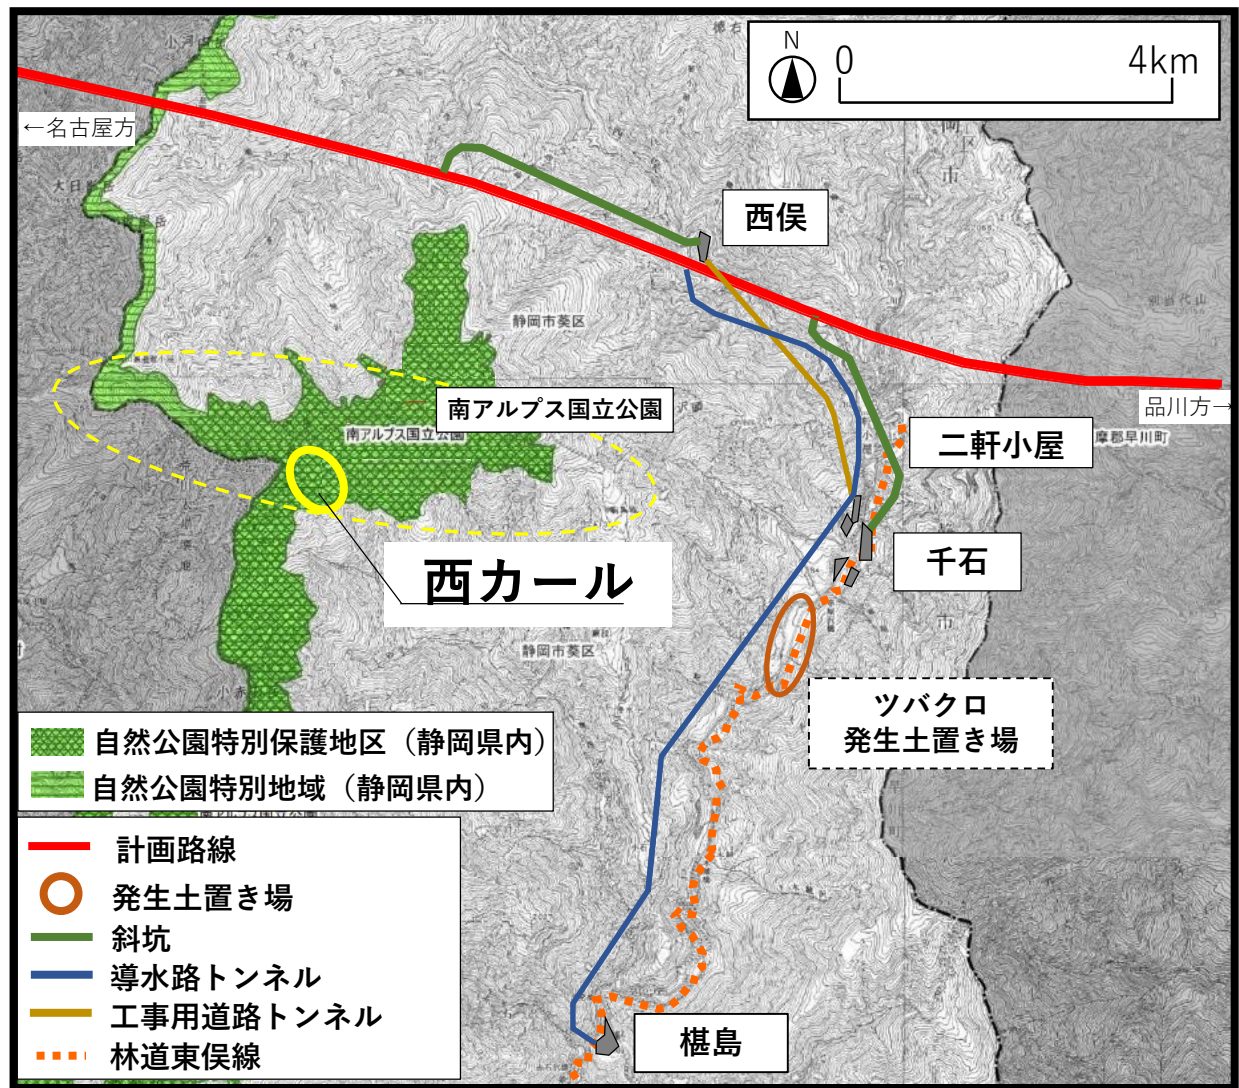 N
0
4km
←名古屋方
西俣
静岡市葵区
南アルプス国立公園
南アルプス国立公園
品川方→
二軒小屋
摩郡早川町
千石
西カール
静岡市葵区
市
ツバクロ
発生土置き場
自然公園特別保護地区（静岡県内）
自然公園特別地域（静岡県内）
計画路線
発生土置き場
斜坑
導水路トンネル
工事用道路トンネル
林道東俣線
椹島